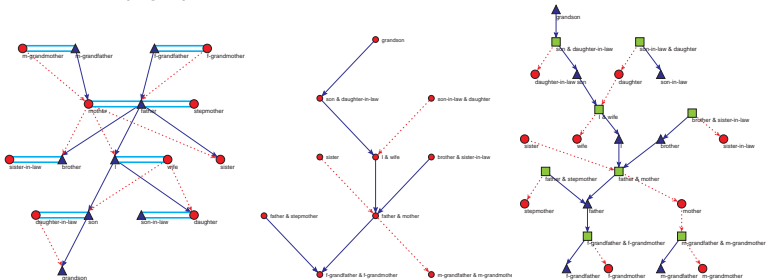 m-grandmother
m-grandfather
f-grandfather
f-grandmother
mother
father
stepmother
sister-in-law
brother
I
wife
sister
daughter-in-law
son
son-in-law
daughter
grandson
grandson
son & daughter-in-law
son-in-law & daughter
sister
I & wife
brother & sister-in-law
father & stepmother
father & mother
f-grandfather & f-grandmother
m-grandfather & m-grandmother
grandson
son & daughter-in-law
son-in-law & daughter
daughter-in-law
son
daughter
son-in-law
I & wife
brother & sister-in-law
sister
wife
I
brother
sister-in-law
father & stepmother
father & mother
stepmother
father
mother
f-grandfather & f-grandmother
m-grandfather & m-grandmother
f-grandfather
f-grandmother
m-grandfather
m-grandmother